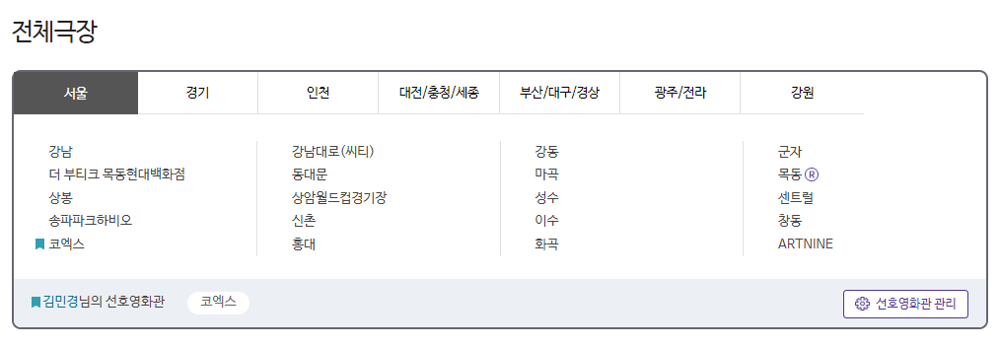 전체극장
서울 경기 인천 대전/충청/세종 부산/대구/경상 광주/전라 강원
강남 강남대로(씨티) 강동 군자
더 부티크 목동현대백화점 동대문 마곡 목동 Ⓡ
상봉 상암월드컵경기장 성수 센트럴
송파파크하비오 신촌 이수 창동
코엑스 홍대 화곡 ARTNINE
김민경님의 선호영화관 코엑스 선호영화관 관리